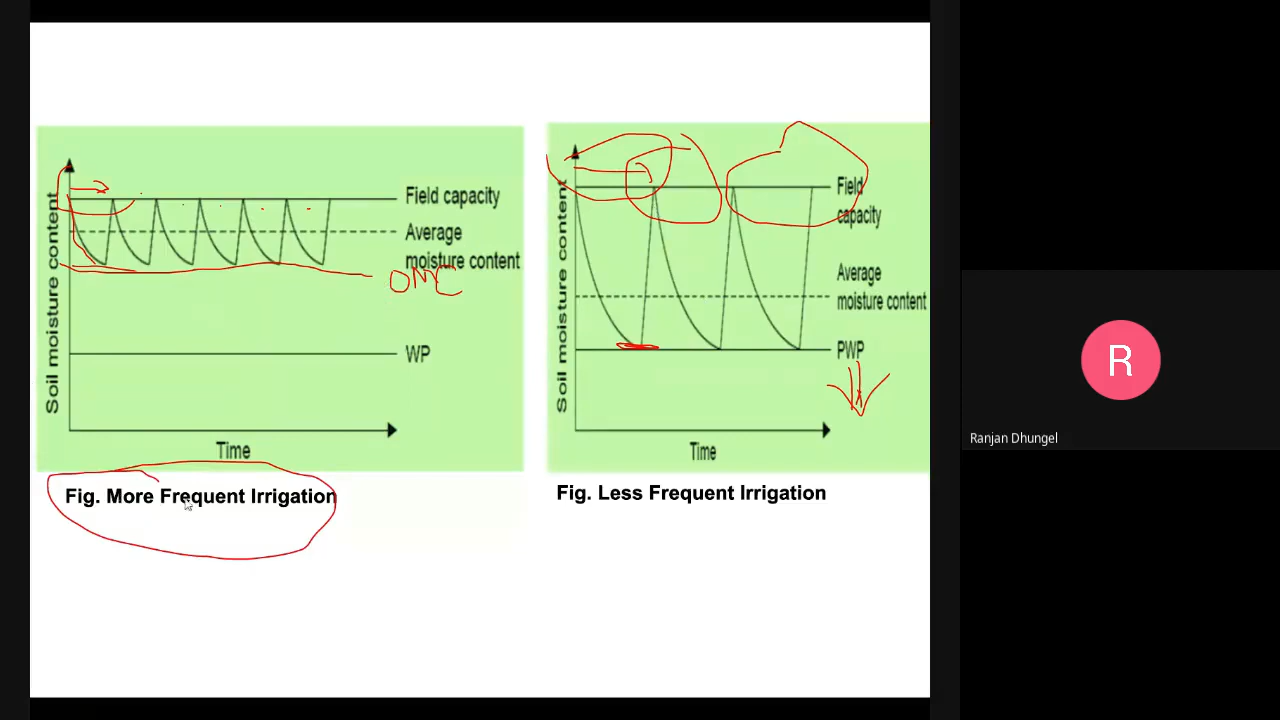 Soil moisture content
Field capacity
Average
moisture content
OMC
WP
Time
Fig. More Frequent Irrigation
Soil moisture content
Field
capacity
Average
moisture content
PWP
Time
Fig. Less Frequent Irrigation
R
Ranjan Dhungel